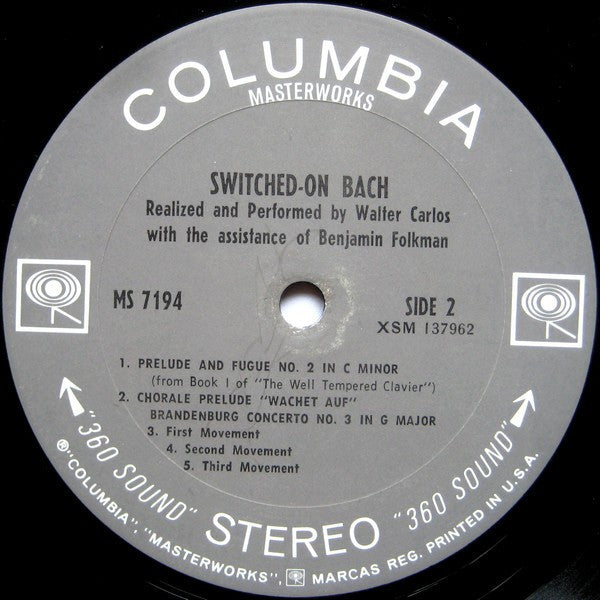 COLUMBIA
MASTERWORKS
SWITCHED-ON BACH
Realized and Performed by Walter Carlos
with the assistance of Benjamin Folkman
MS 7194
SIDE 2
XSM 137962
1. PRELUDE AND FUGUE NO. 2 IN C MINOR
(from Book I of "The Well Tempered Clavier")
2. CHORALE PRELUDE "WACHET AUF"
BRANDENBURG CONCERTO NO. 3 IN G MAJOR
3. First Movement
4. Second Movement
5. Third Movement
"360 SOUND" STEREO "360 SOUND"
®"COLUMBIA", "MASTERWORKS", MARCAS REG. PRINTED IN U.S.A.